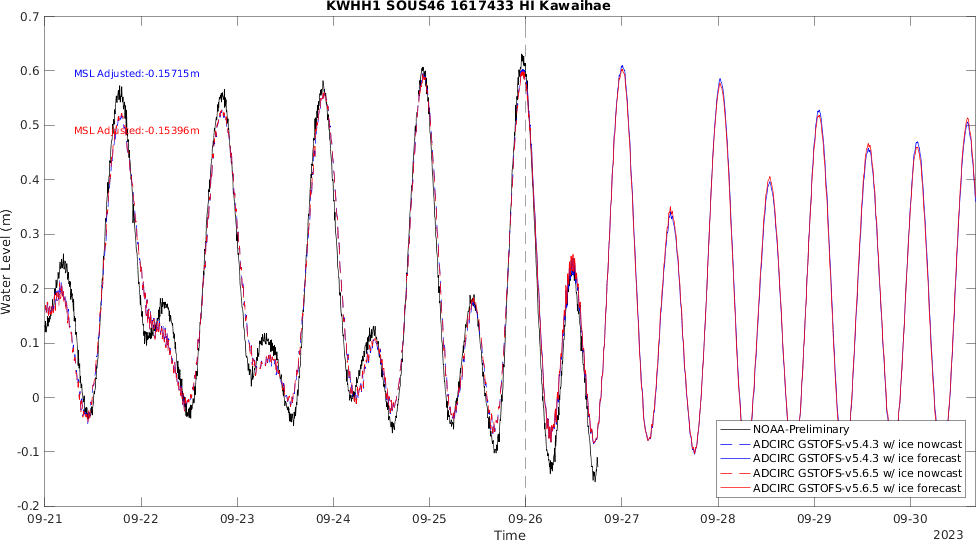 KWHH1 SOUS46 1617433 HI Kawaihae
0.7
0.6
0.5
0.4
0.3
0.2
0.1
0
-0.1
-0.2
Water Level (m)
MSL Adjusted:-0.15715m
MSL Adjusted:-0.15396m
NOAA-Preliminary
ADCIRC GSTOFS-v5.4.3 w/ ice nowcast
ADCIRC GSTOFS-v5.4.3 w/ ice forecast
ADCIRC GSTOFS-v5.6.5 w/ ice nowcast
ADCIRC GSTOFS-v5.6.5 w/ ice forecast
09-21 09-22 09-23 09-24 09-25 09-26 09-27 09-28 09-29 09-30
Time
2023